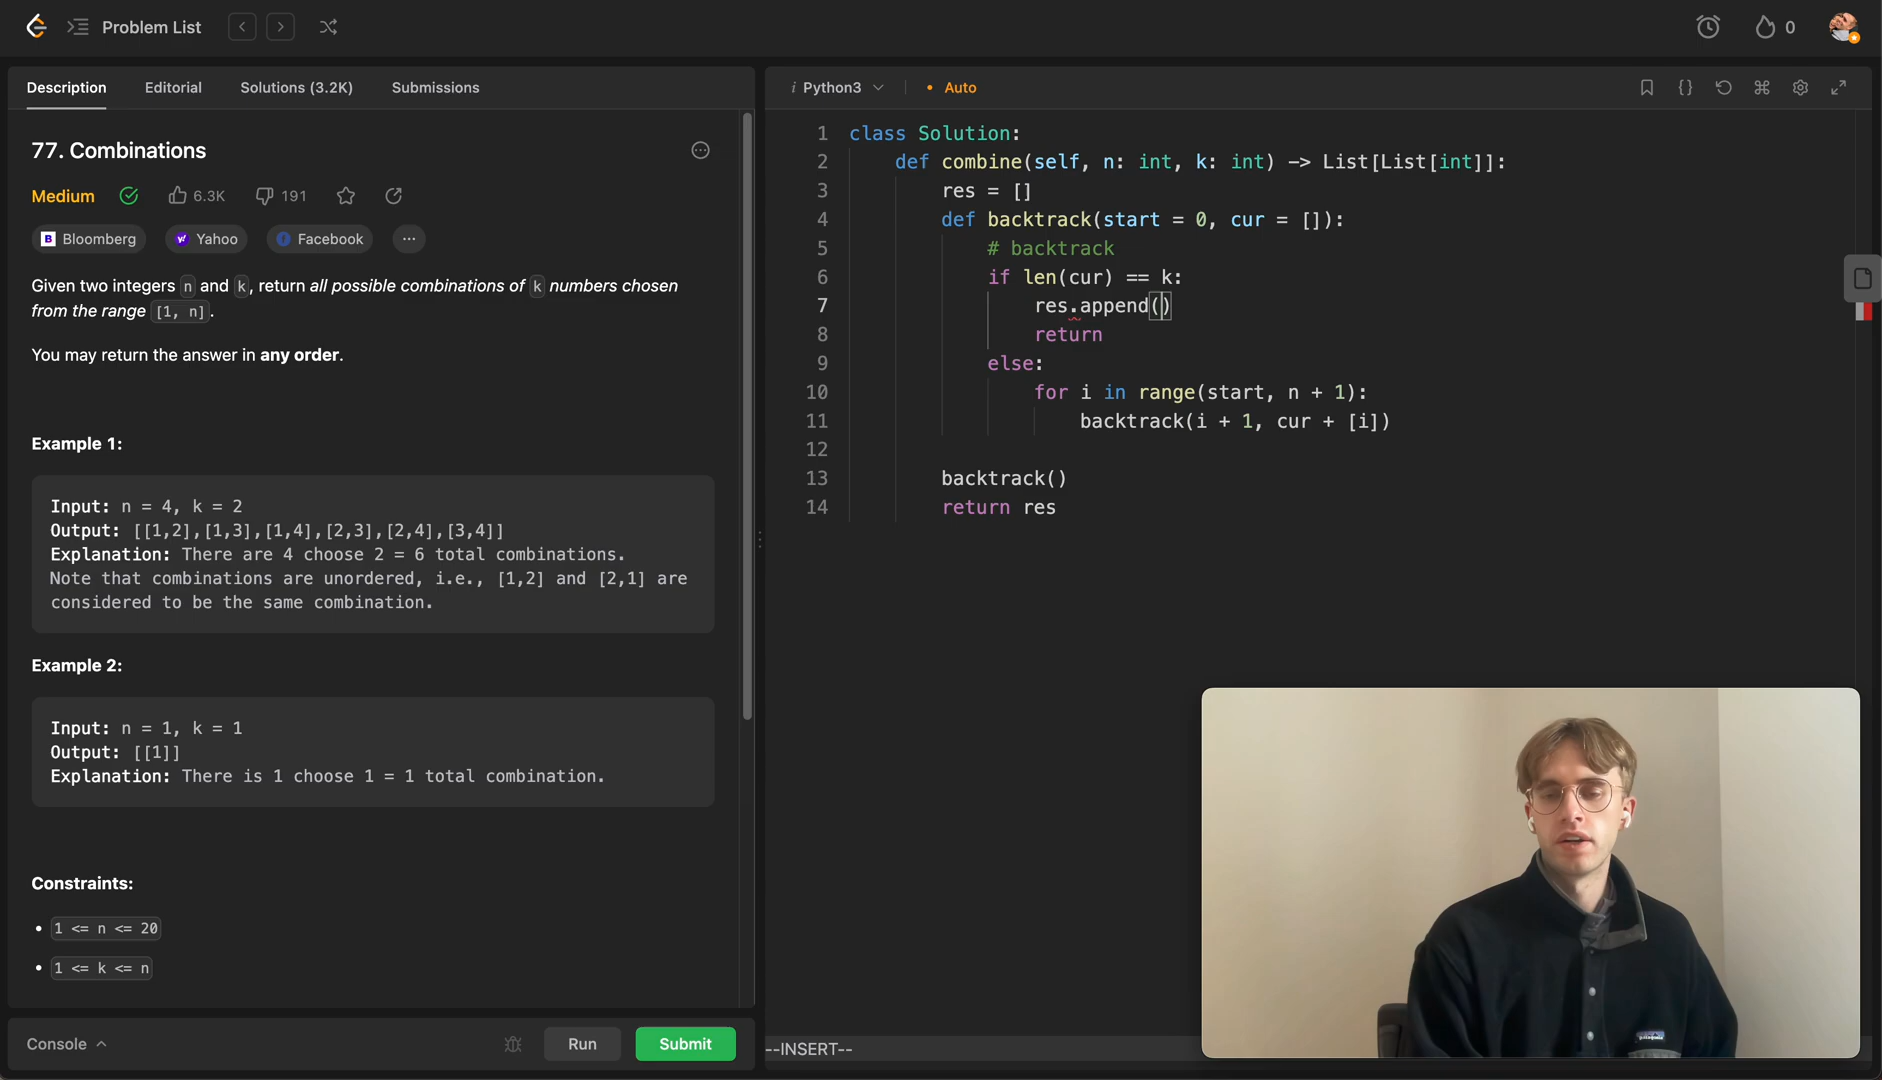 Problem List
0
Description Editorial Solutions (3.2K) Submissions
77. Combinations
Medium 6.3K 191
Bloomberg Yahoo Facebook ...
Given two integers n and k, return all possible combinations of k numbers chosen
from the range [1, n].
You may return the answer in any order.
Example 1:
Input: n = 4, k = 2
Output: [[1,2],[1,3],[1,4],[2,3],[2,4],[3,4]]
Explanation: There are 4 choose 2 = 6 total combinations.
Note that combinations are unordered, i.e., [1,2] and [2,1] are
considered to be the same combination.
Example 2:
Input: n = 1, k = 1
Output: [[1]]
Explanation: There is 1 choose 1 = 1 total combination.
Constraints:
• 1 <= n <= 20
• 1 <= k <= n
Console Run Submit
i Python3 • Auto
1 class Solution:
2 def combine(self, n: int, k: int) -> List[List[int]]:
3 res = []
4 def backtrack(start = 0, cur = []):
5 # backtrack
6 if len(cur) == k:
7 res.append()
8 return
9 else:
10 for i in range(start, n + 1):
11 backtrack(i + 1, cur + [i])
12
13 backtrack()
14 return res
--INSERT--